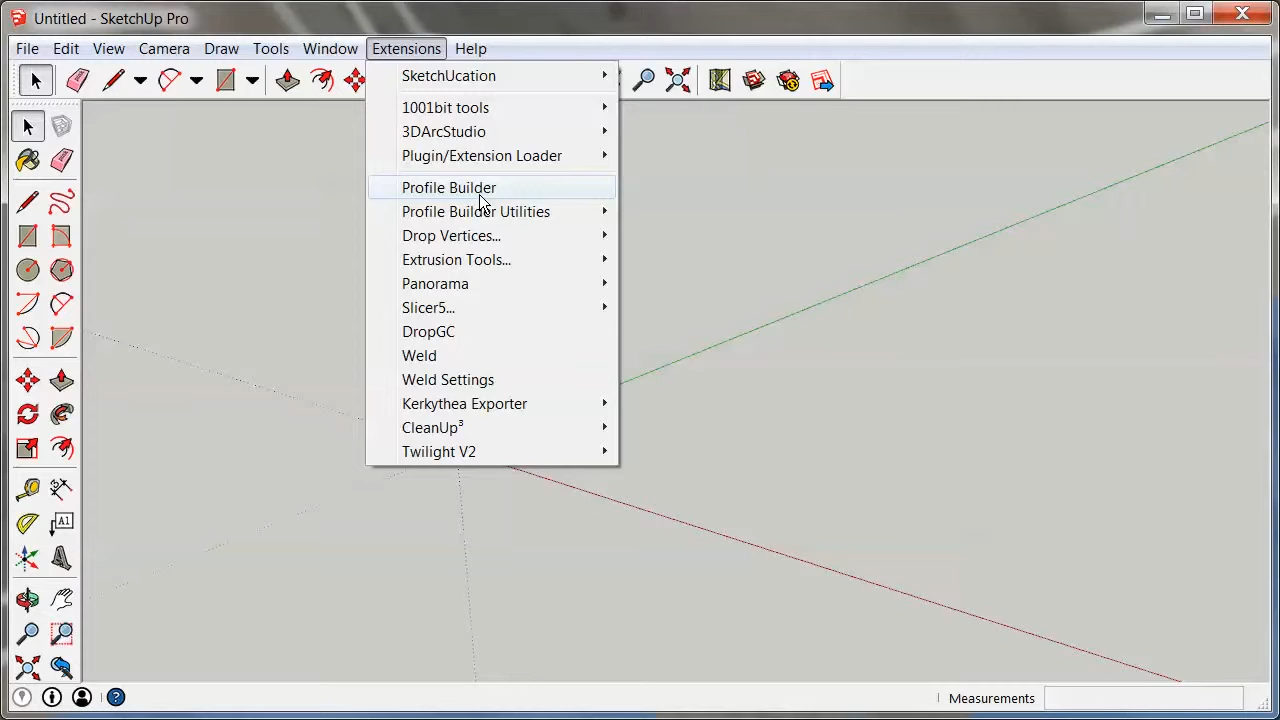 Untitled - SketchUp Pro
File Edit View Camera Draw Tools Window Extensions Help
SketchUcation
1001bit tools
3DArcStudio
Plugin/Extension Loader
Profile Builder
Profile Builder Utilities
Drop Vertices...
Extrusion Tools...
Panorama
Slicer5...
DropGC
Weld
Weld Settings
Kerkythea Exporter
CleanUp³
Twilight V2
A1
Measurements